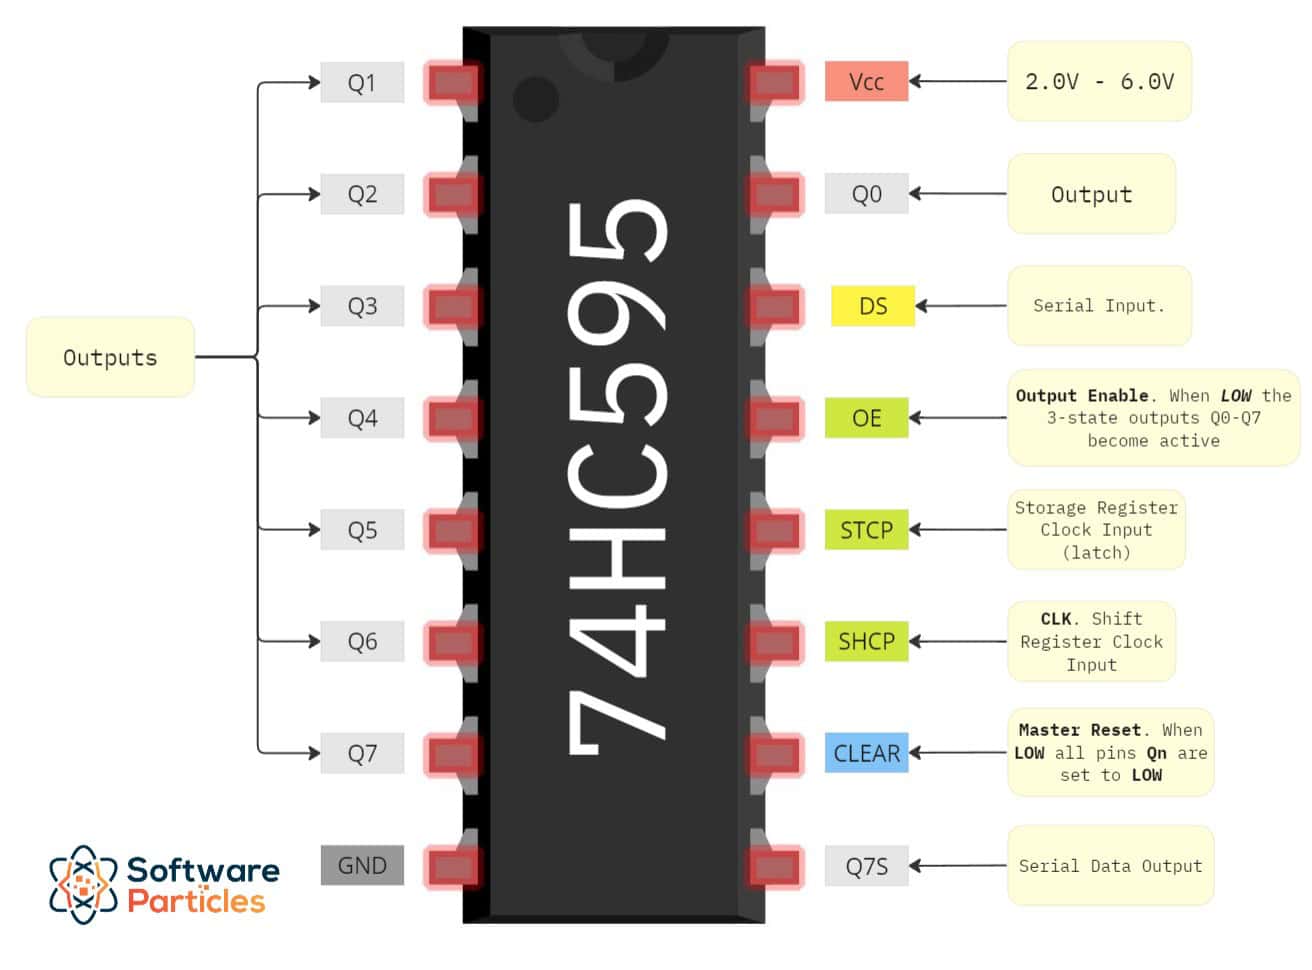 Q1
Vcc
2.0V - 6.0V
Q2
Q0
Output
Q3
DS
Serial Input.
Outputs
Q4
OE
Output Enable. When LOW the
3-state outputs Q0-Q7
become active
Q5
STCP
Storage Register
Clock Input
(latch)
Q6
SHCP
CLK. Shift
Register Clock
Input
Q7
CLEAR
Master Reset. When
LOW all pins Qn are
set to LOW
GND
Q7S
Serial Data Output
74HC595
Software
Particles